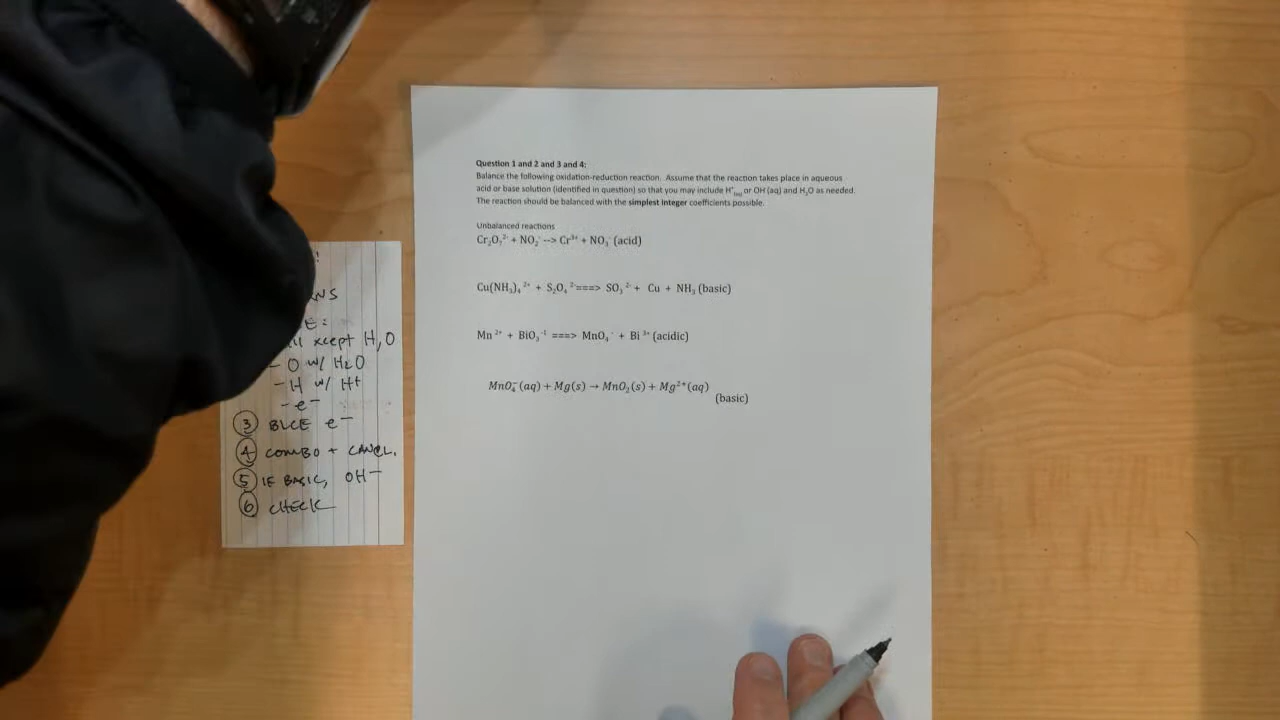 Question 1 and 2 and 3 and 4:
Balance the following oxidation-reduction reaction. Assume that the reaction takes place in aqueous
acid or base solution (identified in question) so that you may include H⁺(aq) or OH⁻(aq) and H₂O as needed.
The reaction should be balanced with the simplest integer coefficients possible.
Unbalanced reactions
Cr₂O₇²⁻ + NO₂⁻ --> Cr³⁺ + NO₃⁻ (acid)
Cu(NH₃)₄ ²⁺ + S₂O₄ ²⁻ ===> SO₃ ²⁻ + Cu + NH₃ (basic)
Mn ²⁺ + BiO₃ ⁻¹ ===> MnO₄ ⁻ + Bi ³⁺ (acidic)
MnO₄⁻(aq) + Mg(s) → MnO₂(s) + Mg²⁺(aq)
(basic)
!
E:
xcept H₂O
- O w/ H₂O
- H w/ H+
- e⁻
③ BLCE e⁻
④ COMBO + CANCL.
⑤ IF BASIC, OH⁻
⑥ CHECK